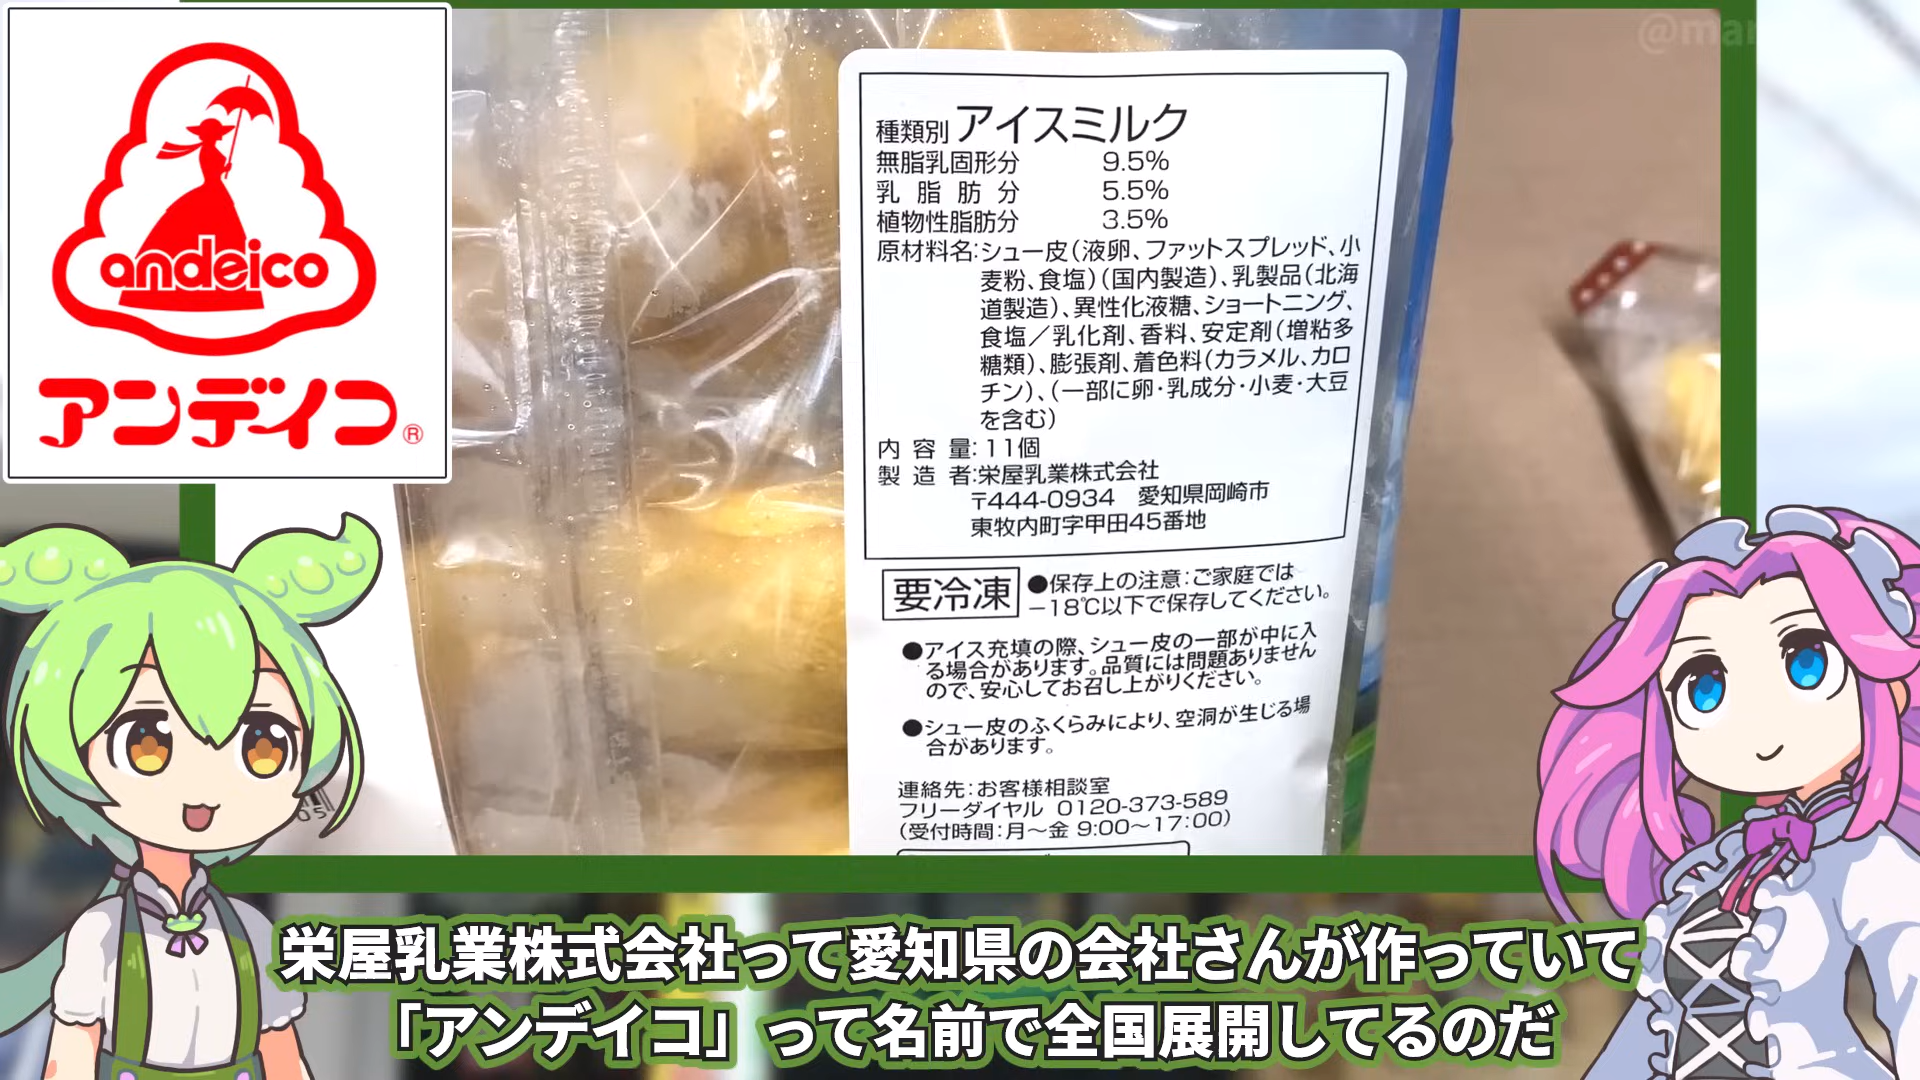 andeico
アンデイコ®
@mar
種類別 アイスミルク
無脂乳固形分 9.5%
乳脂肪分 5.5%
植物性脂肪分 3.5%
原材料名:シュー皮(液卵、ファットスプレッド、小
麦粉、食塩)(国内製造)、乳製品(北海
道製造)、異性化液糖、ショートニング、
食塩/乳化剤、香料、安定剤(増粘多
糖類)、膨張剤、着色料(カラメル、カロ
チン)、(一部に卵・乳成分・小麦・大豆
を含む)
内容量:11個
製造者:栄屋乳業株式会社
〒444-0934 愛知県岡崎市
東牧内町字甲田45番地
要冷凍
●保存上の注意:ご家庭では
-18℃以下で保存してください。
●アイス充填の際、シュー皮の一部が中に入
る場合があります。品質には問題ありません
ので、安心してお召し上がりください。
●シュー皮のふくらみにより、空洞が生じる場
合があります。
連絡先:お客様相談室
フリーダイヤル 0120-373-589
(受付時間:月~金 9:00~17:00)
05
栄屋乳業株式会社って愛知県の会社さんが作っていて
「アンデイコ」って名前で全国展開してるのだ